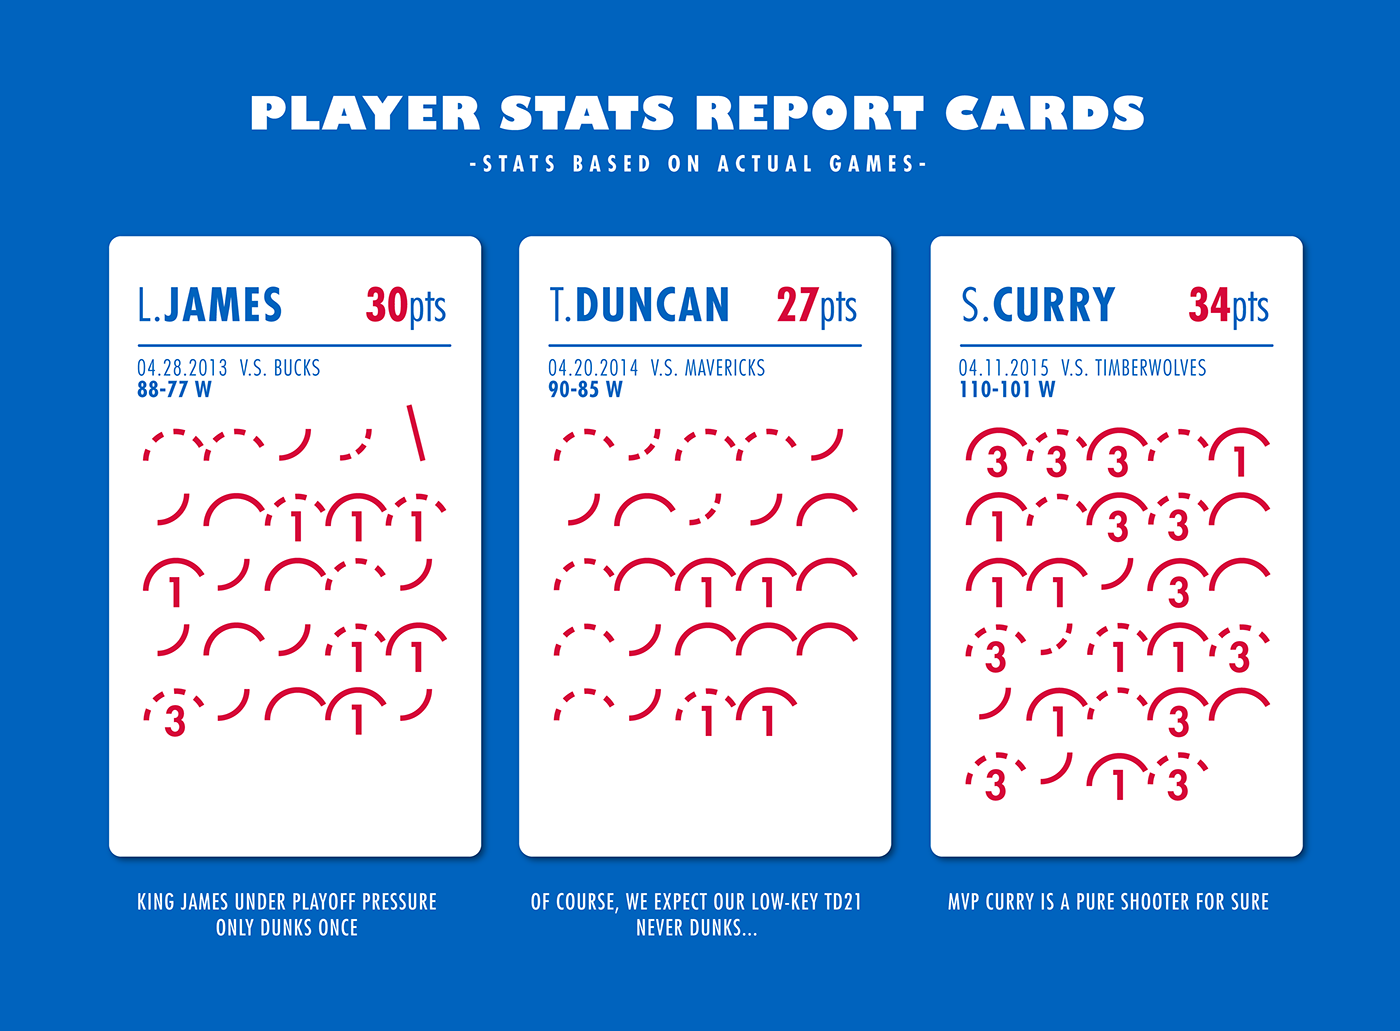 PLAYER STATS REPORT CARDS
-STATS BASED ON ACTUAL GAMES-
L.JAMES 30pts
04.28.2013 V.S. BUCKS
88-77 W
1 1 1
1
1 1
3 1
KING JAMES UNDER PLAYOFF PRESSURE
ONLY DUNKS ONCE
T.DUNCAN 27pts
04.20.2014 V.S. MAVERICKS
90-85 W
1 1
1 1
OF COURSE, WE EXPECT OUR LOW-KEY TD21
NEVER DUNKS...
S.CURRY 34pts
04.11.2015 V.S. TIMBERWOLVES
110-101 W
3 3 3 1
1 3 3
1 1 3
3 1 1 3
1 3
3 1 3
MVP CURRY IS A PURE SHOOTER FOR SURE